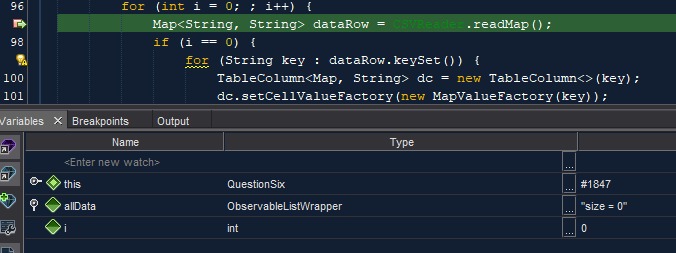 96 for (int i = 0; ; i++) {
Map<String, String> dataRow = CSVReader.readMap();
98 if (i == 0) {
for (String key : dataRow.keySet()) {
100 TableColumn<Map, String> dc = new TableColumn<>(key);
101 dc.setCellValueFactory(new MapValueFactory(key));
Variables Breakpoints Output
Name Type
<Enter new watch> ...
this QuestionSix ... #1847
allData ObservableListWrapper ... "size = 0"
i int ... 0